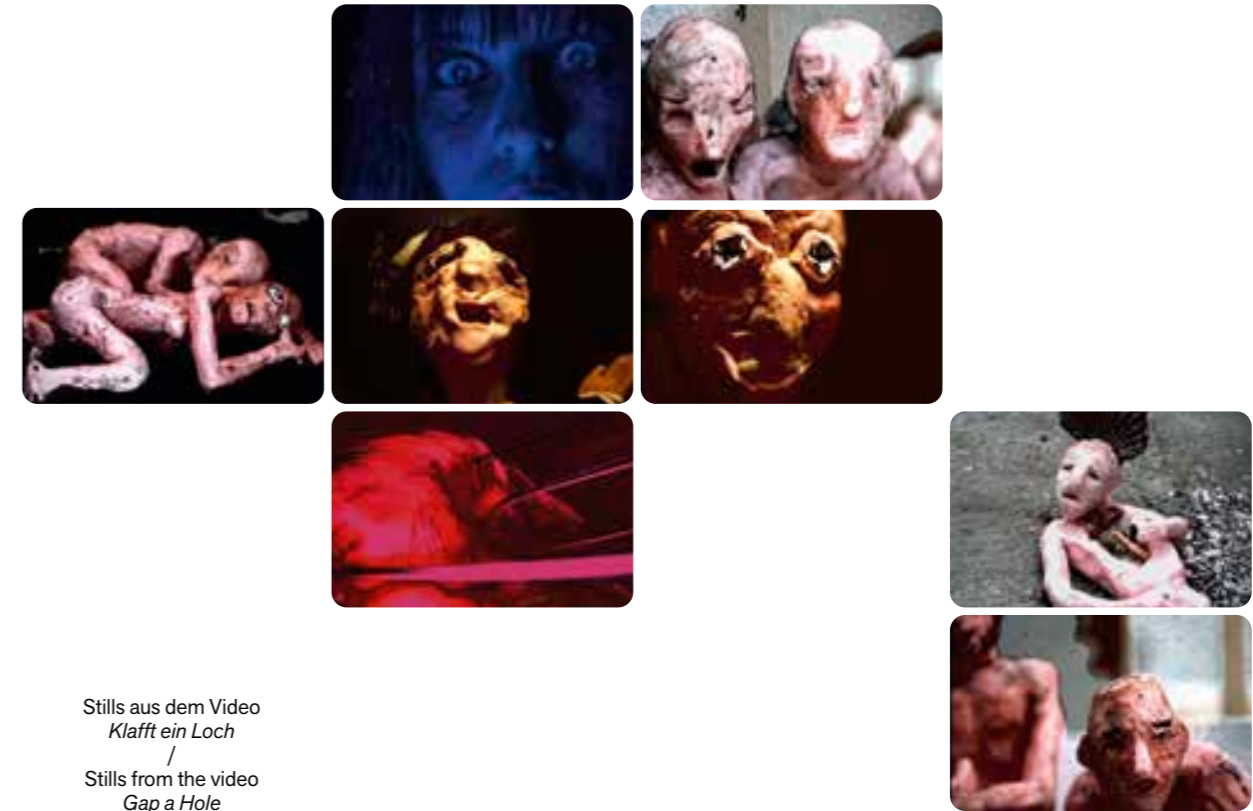 Stills aus dem Video
Klafft ein Loch
/
Stills from the video
Gap a Hole